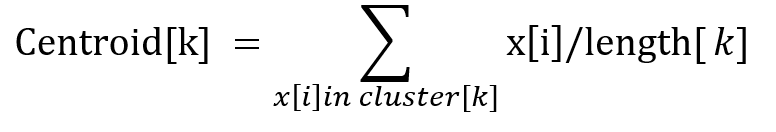 Centroid[k] = ∑ x[i]/length[k]
x[i]in cluster[k]